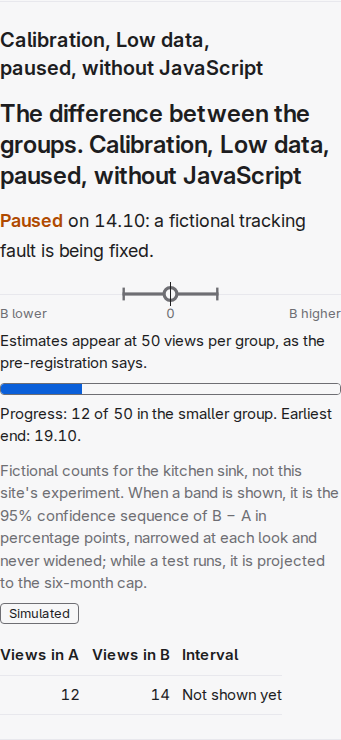 Calibration, Low data,
paused, without JavaScript
The difference between the
groups. Calibration, Low data,
paused, without JavaScript
Paused on 14.10: a fictional tracking
fault is being fixed.
B lower 0 B higher
Estimates appear at 50 views per group, as the
pre-registration says.
Progress: 12 of 50 in the smaller group. Earliest
end: 19.10.
Fictional counts for the kitchen sink, not this
site's experiment. When a band is shown, it is the
95% confidence sequence of B − A in
percentage points, narrowed at each look and
never widened; while a test runs, it is projected
to the six-month cap.
Simulated
Views in A Views in B Interval
12 14 Not shown yet